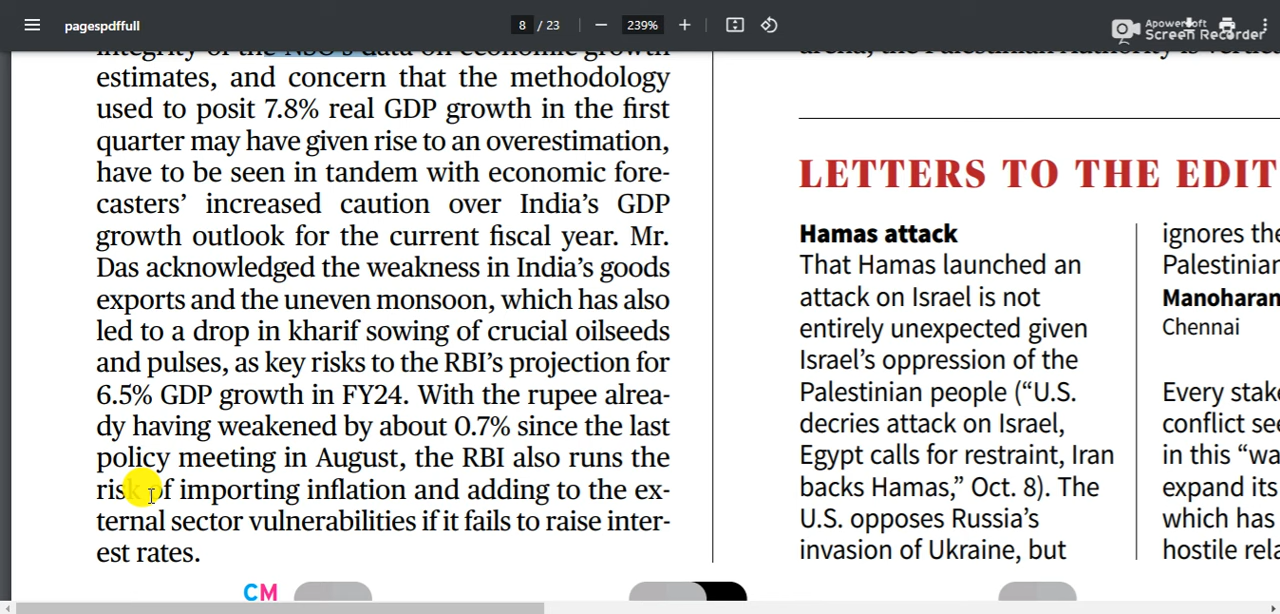 pagespdffull
8 / 23
239%
Apowersoft
Screen Recorder
integrity of the NSO's data on economic growth
estimates, and concern that the methodology
used to posit 7.8% real GDP growth in the first
quarter may have given rise to an overestimation,
have to be seen in tandem with economic fore-
casters' increased caution over India's GDP
growth outlook for the current fiscal year. Mr.
Das acknowledged the weakness in India's goods
exports and the uneven monsoon, which has also
led to a drop in kharif sowing of crucial oilseeds
and pulses, as key risks to the RBI's projection for
6.5% GDP growth in FY24. With the rupee alrea-
dy having weakened by about 0.7% since the last
policy meeting in August, the RBI also runs the
risk of importing inflation and adding to the ex-
ternal sector vulnerabilities if it fails to raise inter-
est rates.
CM
LETTERS TO THE EDIT
Hamas attack
That Hamas launched an
attack on Israel is not
entirely unexpected given
Israel's oppression of the
Palestinian people (“U.S.
decries attack on Israel,
Egypt calls for restraint, Iran
backs Hamas,” Oct. 8). The
U.S. opposes Russia's
invasion of Ukraine, but
ignores the
Palestinian
Manoharan
Chennai
Every stake
conflict see
in this “wa
expand its
which has
hostile rela